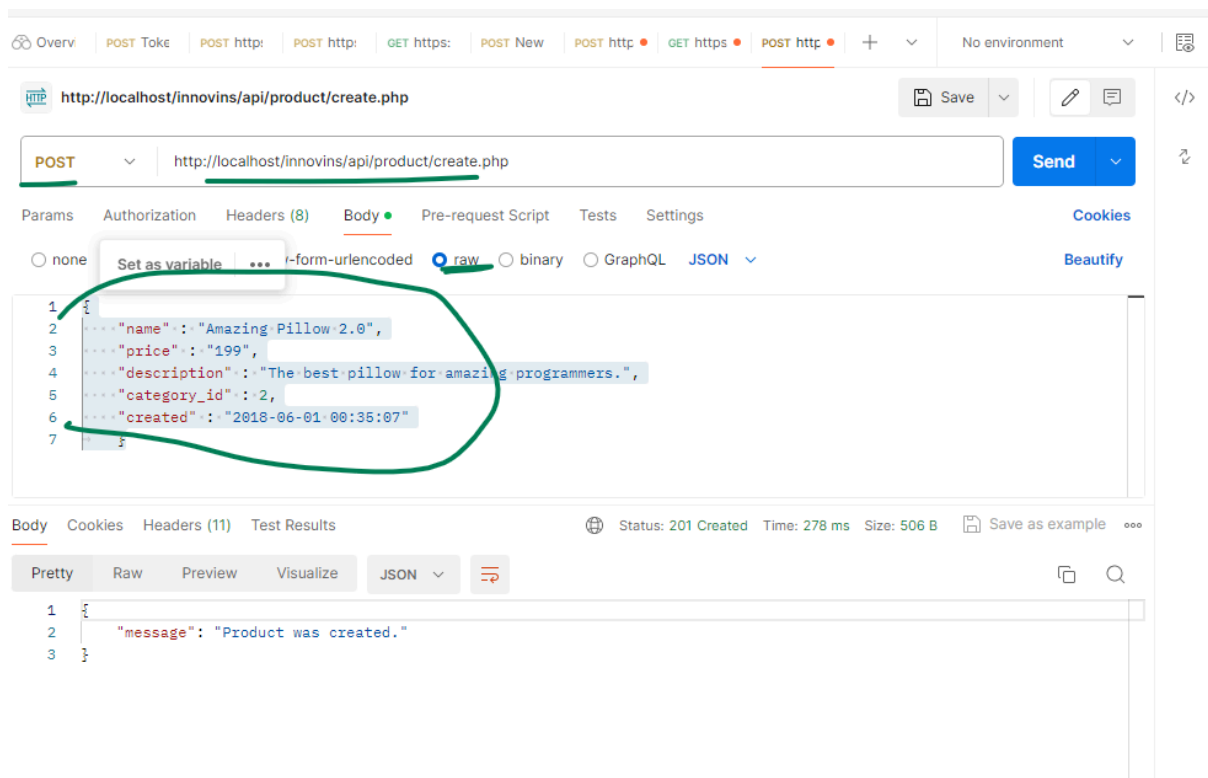 Overvi POST Toke POST http: POST http: GET https: POST New POST http GET https POST http No environment
HTTP http://localhost/innovins/api/product/create.php Save
POST http://localhost/innovins/api/product/create.php Send
Params Authorization Headers (8) Body Pre-request Script Tests Settings Cookies
none Set as variable -form-urlencoded raw binary GraphQL JSON Beautify
1 {
2 "name" : "Amazing Pillow 2.0",
3 "price" : "199",
4 "description" : "The best pillow for amazing programmers.",
5 "category_id" : 2,
6 "created" : "2018-06-01 00:35:07"
7 }
Body Cookies Headers (11) Test Results Status: 201 Created Time: 278 ms Size: 506 B Save as example
Pretty Raw Preview Visualize JSON
1 {
2 "message": "Product was created."
3 }